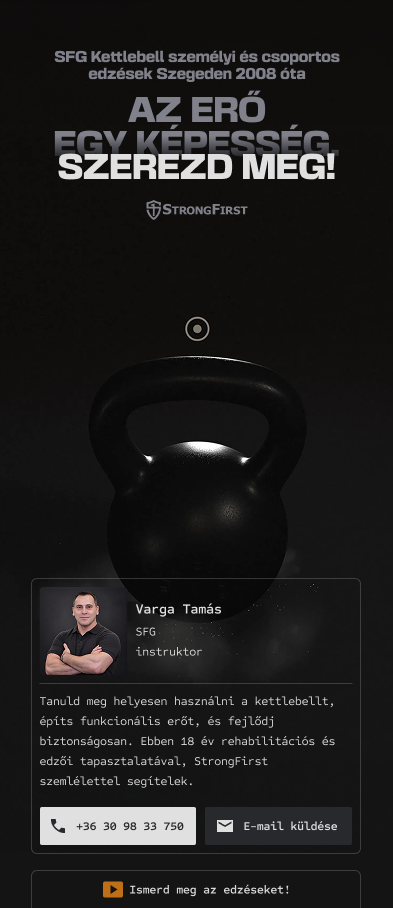 SFG Kettlebell személyi és csoportos
edzések Szegeden 2008 óta
AZ ERŐ
EGY KÉPESSÉG.
SZEREZD MEG!
STRONGFIRST
Varga Tamás
SFG
instruktor
Tanuld meg helyesen használni a kettlebellt,
építs funkcionális erőt, és fejlődj
biztonságosan. Ebben 18 év rehabilitációs és
edzői tapasztalatával, StrongFirst
szemlélettel segítelek.
+36 30 98 33 750
E-mail küldése
Ismerd meg az edzéseket!